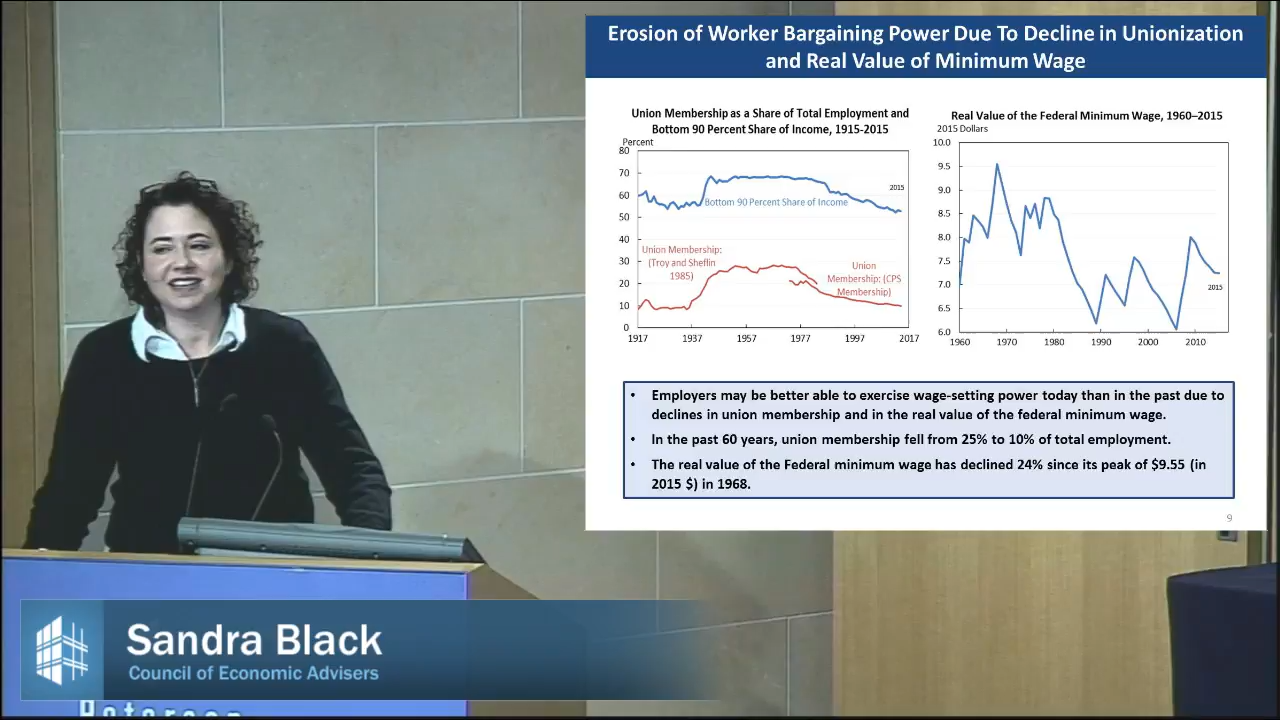 Erosion of Worker Bargaining Power Due To Decline in Unionization
and Real Value of Minimum Wage
Union Membership as a Share of Total Employment and
Bottom 90 Percent Share of Income, 1915-2015
Percent
80
70
60
50
40
30
20
10
0
2015
Bottom 90 Percent Share of Income
Union Membership:
(Troy and Sheffin
1985)
Union
Membership: (CPS
Membership)
1917 1937 1957 1977 1997 2017
Real Value of the Federal Minimum Wage, 1960–2015
2015 Dollars
10.0
9.5
9.0
8.5
8.0
7.5
7.0
6.5
6.0
2015
1960 1970 1980 1990 2000 2010
• Employers may be better able to exercise wage-setting power today than in the past due to
declines in union membership and in the real value of the federal minimum wage.
• In the past 60 years, union membership fell from 25% to 10% of total employment.
• The real value of the Federal minimum wage has declined 24% since its peak of $9.55 (in
2015 $) in 1968.
9
Sandra Black
Council of Economic Advisers